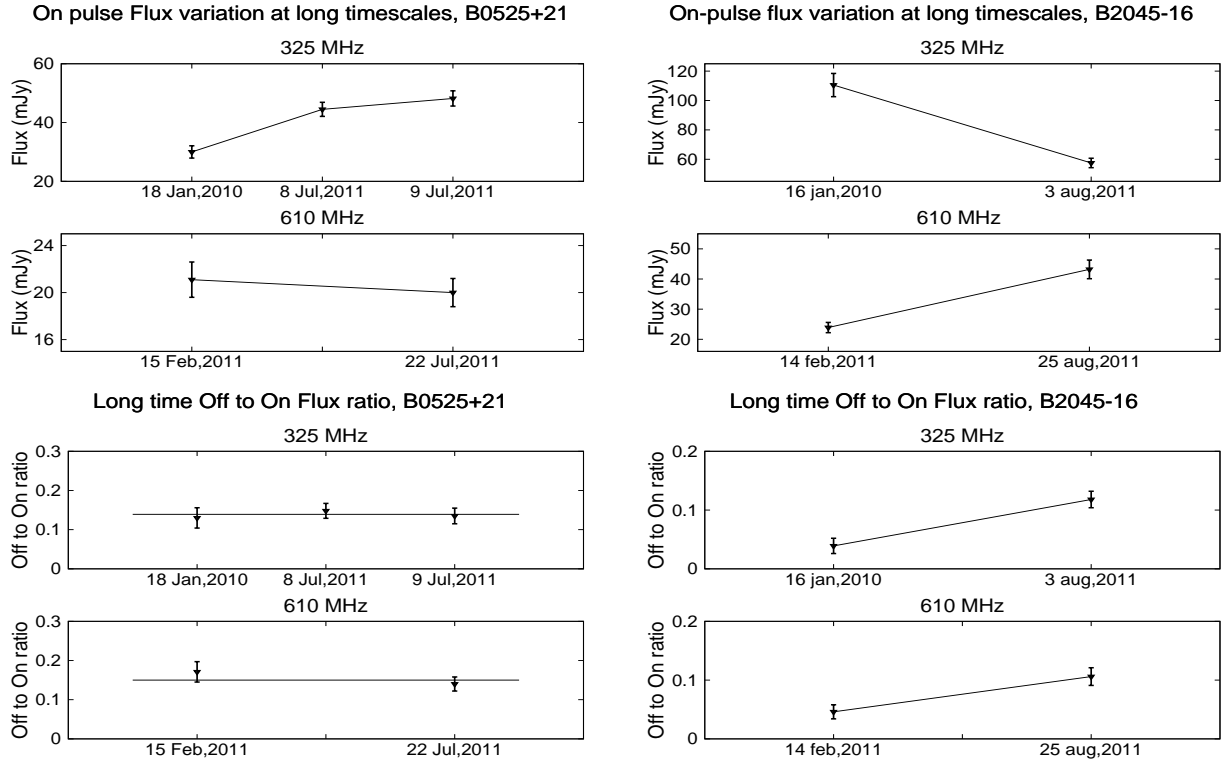 On pulse Flux variation at long timescales, B0525+21
325 MHz
Flux (mJy)
60
40
20
18 Jan,2010 8 Jul,2011 9 Jul,2011
610 MHz
Flux (mJy)
24
20
16
15 Feb,2011 22 Jul,2011
On-pulse flux variation at long timescales, B2045-16
325 MHz
Flux (mJy)
120
100
80
60
16 jan,2010 3 aug,2011
610 MHz
Flux (mJy)
50
40
30
20
14 feb,2011 25 aug,2011
Long time Off to On Flux ratio, B0525+21
325 MHz
Off to On ratio
0.3
0.2
0.1
0
18 Jan,2010 8 Jul,2011 9 Jul,2011
610 MHz
Off to On ratio
0.3
0.2
0.1
0
15 Feb,2011 22 Jul,2011
Long time Off to On Flux ratio, B2045-16
325 MHz
Off to On ratio
0.2
0.1
0
16 jan,2010 3 aug,2011
610 MHz
Off to On ratio
0.2
0.1
0
14 feb,2011 25 aug,2011